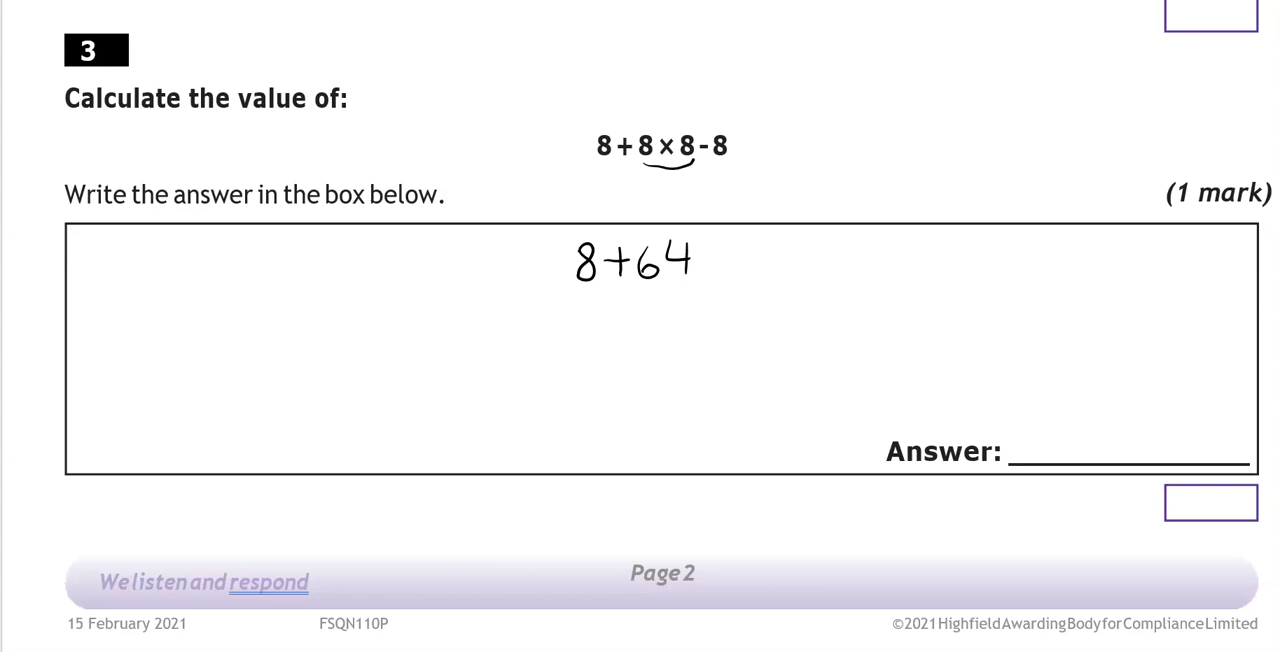 3
Calculate the value of:
8 + 8 × 8 - 8
Write the answer in the box below.
(1 mark)
8+64
Answer:
We listen and respond
Page 2
15 February 2021
FSQN110P
©2021 Highfield Awarding Body for Compliance Limited